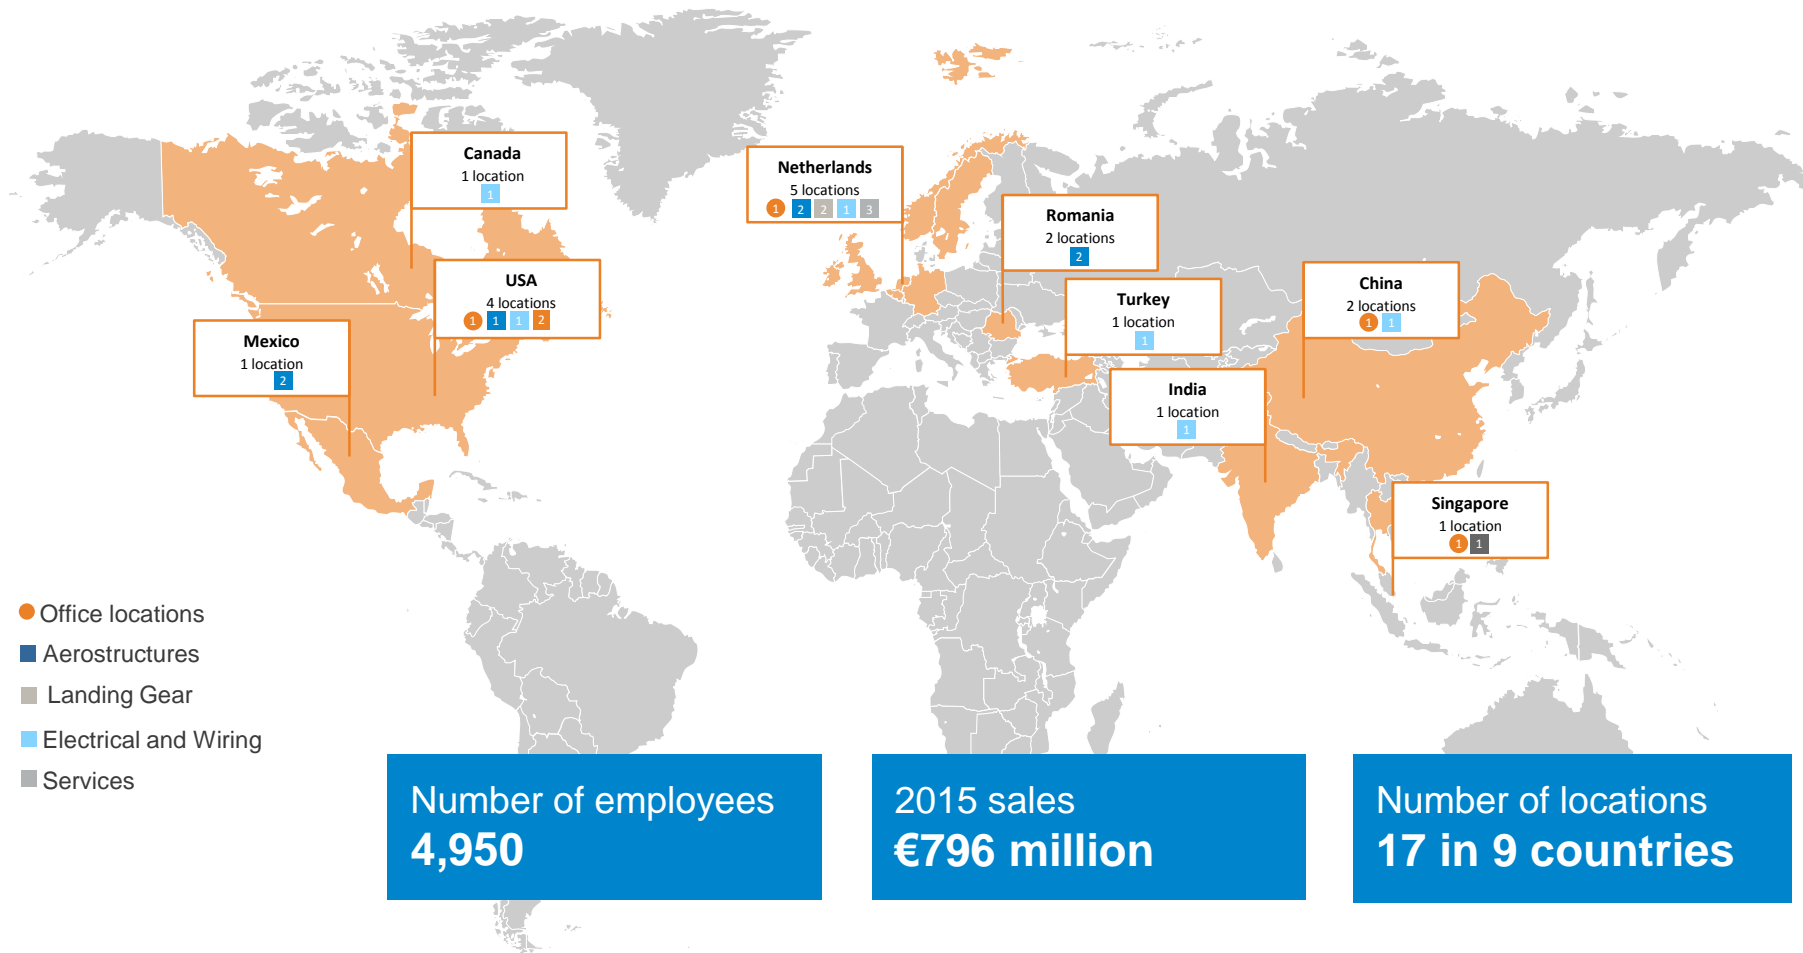 Canada
1 location
1
Netherlands
5 locations
1 2 2 1 3
Romania
2 locations
2
USA
4 locations
1 1 1 2
China
2 locations
1 1
Turkey
1 location
1
Mexico
1 location
2
India
1 location
1
Singapore
1 location
1 1
Office locations
Aerostructures
Landing Gear
Electrical and Wiring
Services
Number of employees
4,950
2015 sales
€796 million
Number of locations
17 in 9 countries